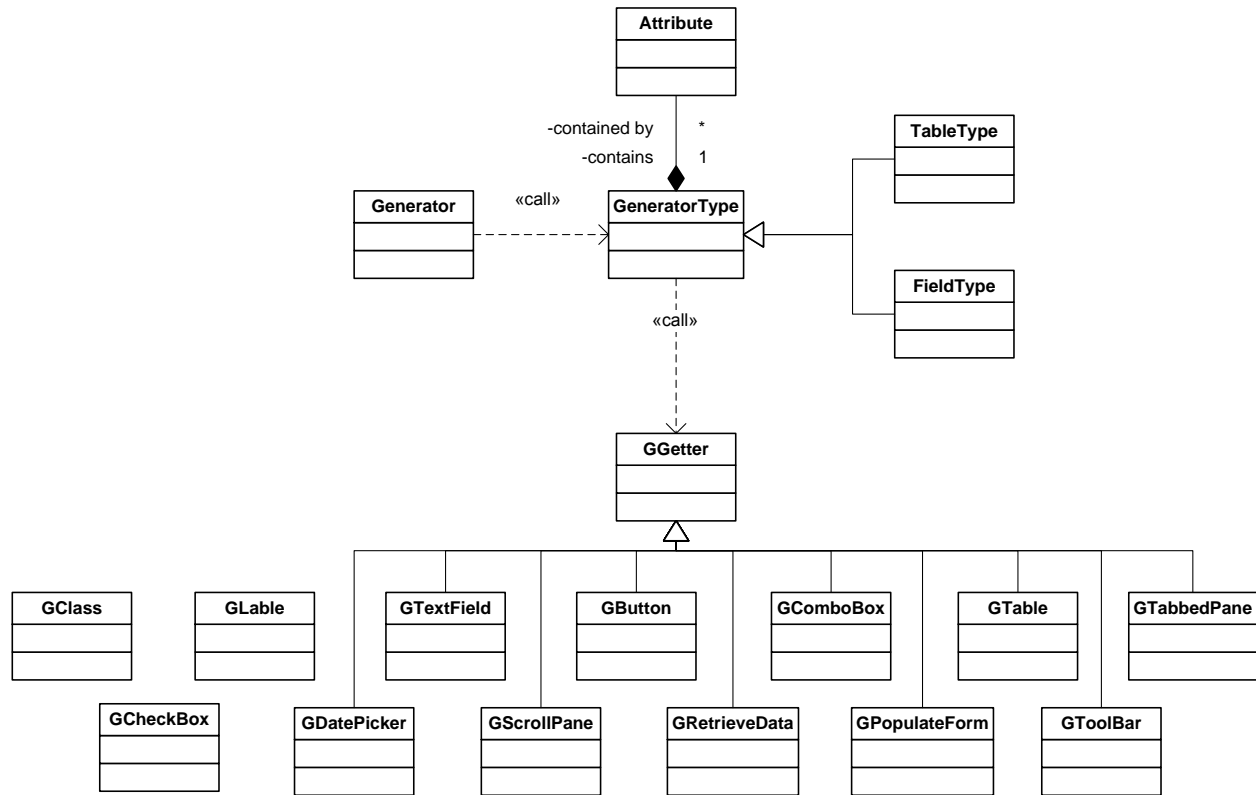 Attribute
-contained by *
-contains 1
TableType
Generator
«call»
GeneratorType
FieldType
«call»
GGetter
GClass
GLable
GTextField
GButton
GComboBox
GTable
GTabbedPane
GCheckBox
GDatePicker
GScrollPane
GRetrieveData
GPopulateForm
GToolBar